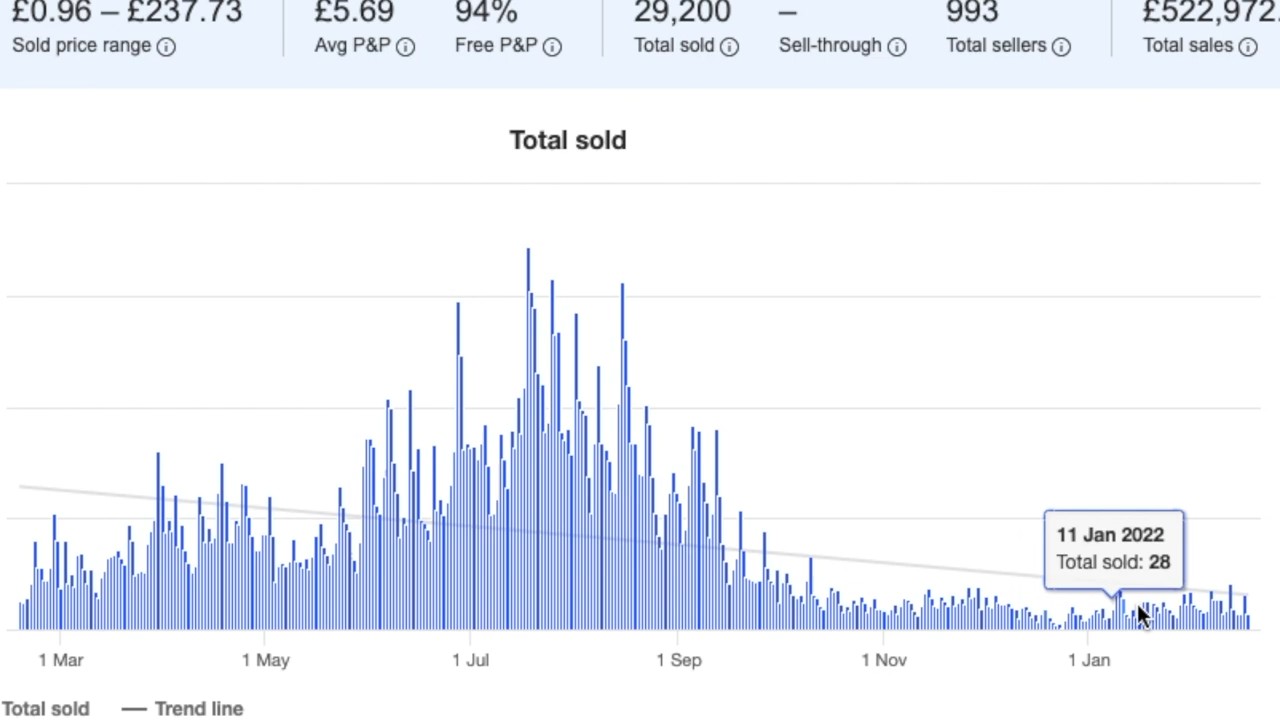 £0.96 – £237.73 £5.69 94% 29,200 – 993 £522,972.
Sold price range Avg P&P Free P&P Total sold Sell-through Total sellers Total sales
Total sold
11 Jan 2022
Total sold: 28
1 Mar 1 May 1 Jul 1 Sep 1 Nov 1 Jan
Total sold Trend line